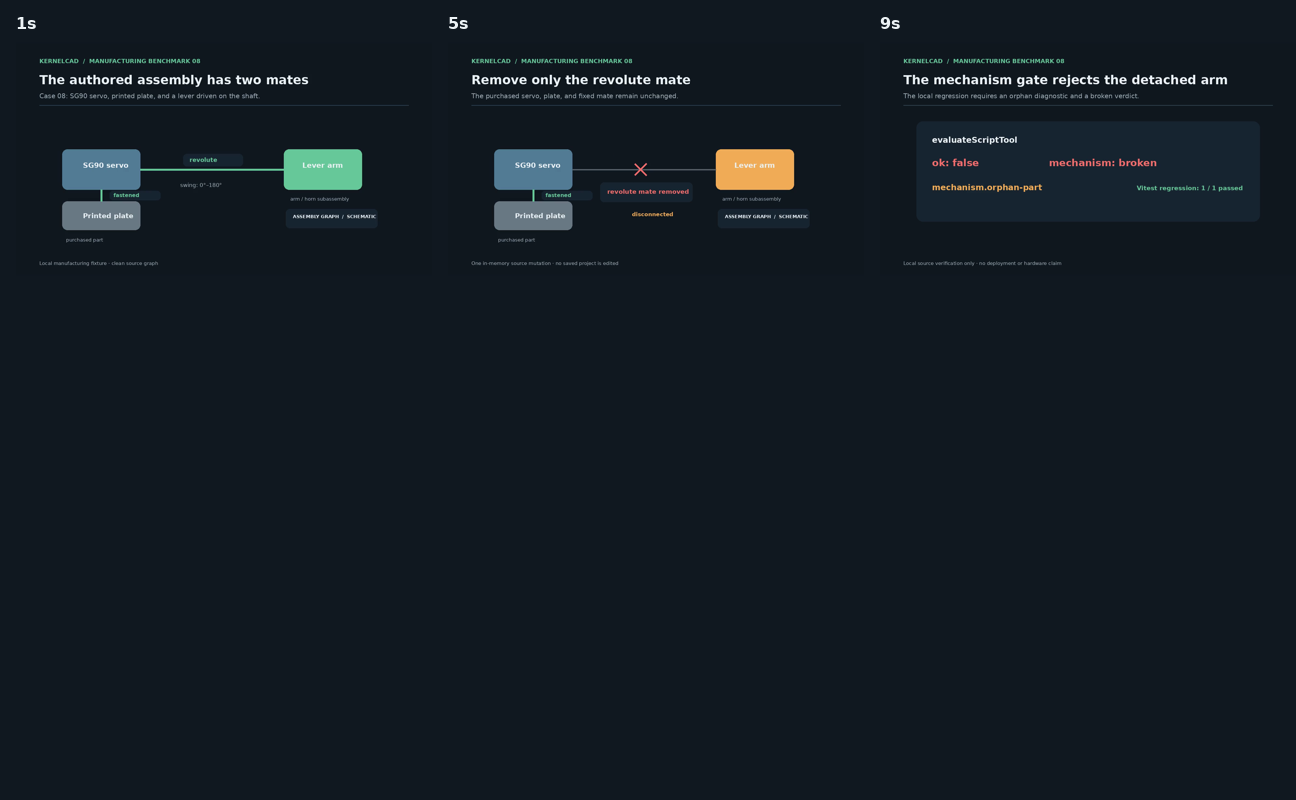 1s
KERNELCAD / MANUFACTURING BENCHMARK 08
The authored assembly has two mates
Case 08: SG90 servo, printed plate, and a lever driven on the shaft.
SG90 servo
revolute
Lever arm
swing: 0°–180°
fastened
arm / horn subassembly
Printed plate
ASSEMBLY GRAPH / SCHEMATIC
purchased part
Local manufacturing fixture · clean source graph
5s
KERNELCAD / MANUFACTURING BENCHMARK 08
Remove only the revolute mate
The purchased servo, plate, and fixed mate remain unchanged.
SG90 servo
Lever arm
revolute mate removed
fastened
arm / horn subassembly
Printed plate
disconnected
ASSEMBLY GRAPH / SCHEMATIC
purchased part
One in-memory source mutation · no saved project is edited
9s
KERNELCAD / MANUFACTURING BENCHMARK 08
The mechanism gate rejects the detached arm
The local regression requires an orphan diagnostic and a broken verdict.
evaluateScriptTool
ok: false
mechanism: broken
mechanism.orphan-part
Vitest regression: 1 / 1 passed
Local source verification only · no deployment or hardware claim